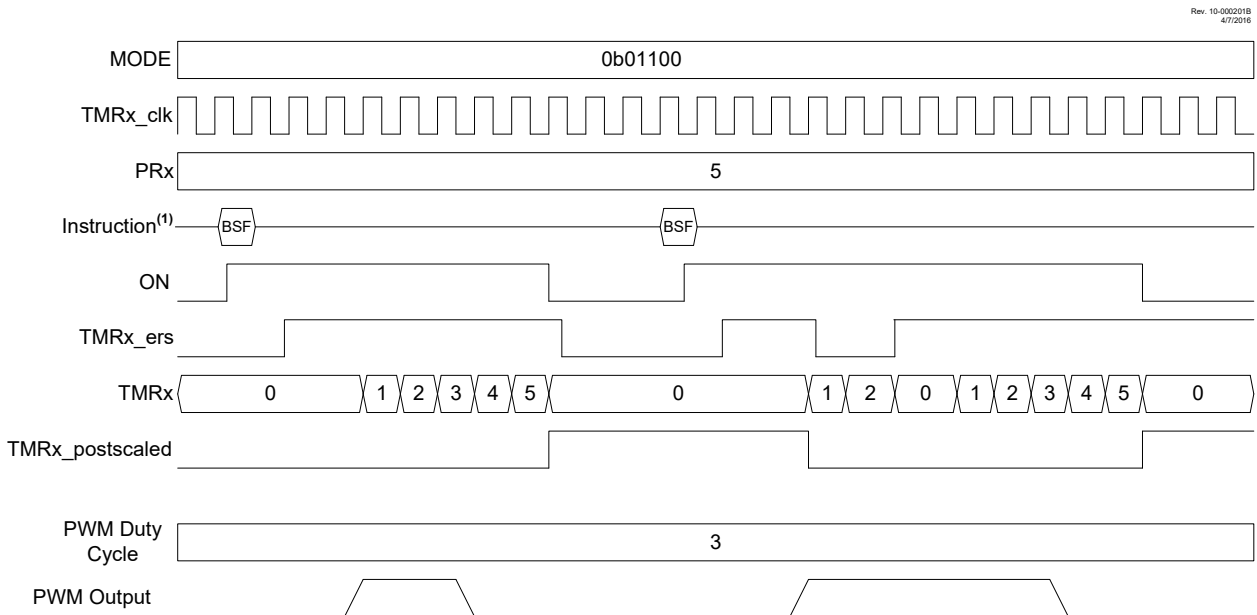 Rev. 10-000201B
4/7/2016
MODE
0b01100
TMRx_clk
PRx
5
Instruction(1)
BSF
BSF
ON
TMRx_ers
TMRx
0 1 2 3 4 5 0 1 2 0 1 2 3 4 5 0
TMRx_postscaled
PWM Duty
Cycle
3
PWM Output